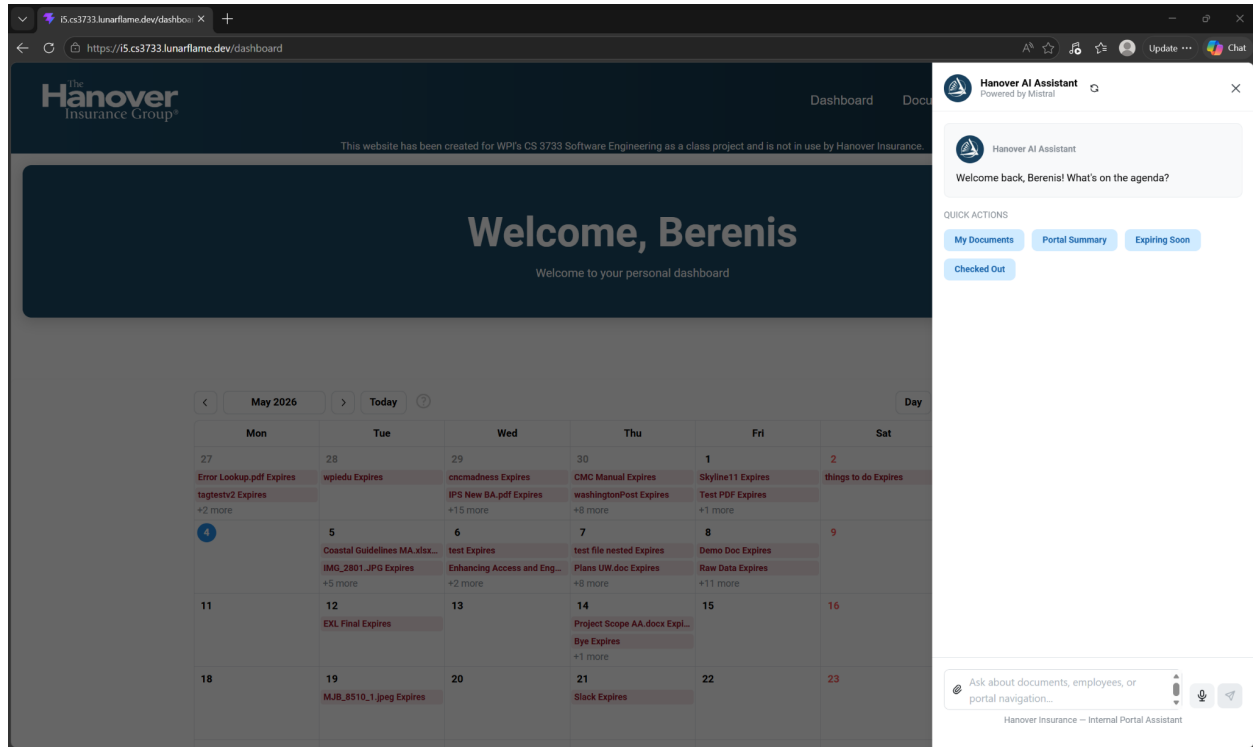 i5.cs3733.lunarflame.dev/dashboar
https://i5.cs3733.lunarflame.dev/dashboard
Update
Chat
The
Hanover
Insurance Group®
Dashboard
Docu
This website has been created for WPI's CS 3733 Software Engineering as a class project and is not in use by Hanover Insurance.
Welcome, Berenis
Welcome to your personal dashboard
May 2026
Today
Day
Mon Tue Wed Thu Fri Sat
27 28 29 30 1 2
Error Lookup.pdf Expires wpiedu Expires cncmadness Expires CMC Manual Expires Skyline11 Expires things to do Expires
tagtestv2 Expires IPS New BA.pdf Expires washingtonPost Expires Test PDF Expires
+2 more +15 more +8 more +1 more
4 5 6 7 8 9
Coastal Guidelines MA.xlsx... test Expires test file nested Expires Demo Doc Expires
IMG_2801.JPG Expires Enhancing Access and Eng... Plans UW.doc Expires Raw Data Expires
+5 more +2 more +8 more +11 more
11 12 13 14 15 16
EXL Final Expires Project Scope AA.docx Expi...
Bye Expires
+1 more
18 19 20 21 22 23
MJB_8510_1.jpeg Expires Slack Expires
Hanover AI Assistant
Powered by Mistral
Hanover AI Assistant
Welcome back, Berenis! What's on the agenda?
QUICK ACTIONS
My Documents Portal Summary Expiring Soon
Checked Out
Ask about documents, employees, or
portal navigation...
Hanover Insurance – Internal Portal Assistant